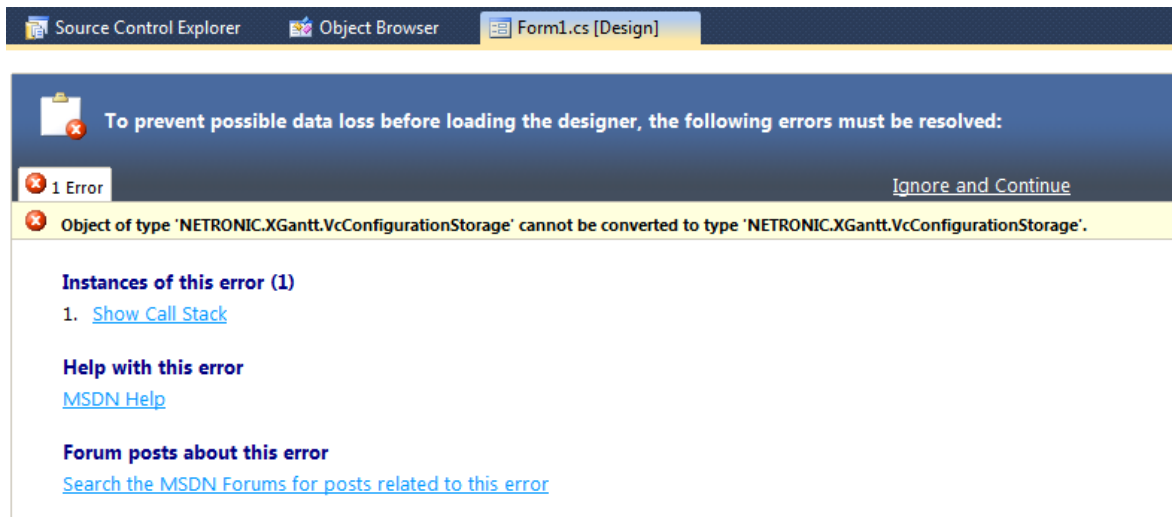 Source Control Explorer Object Browser Form1.cs [Design]
To prevent possible data loss before loading the designer, the following errors must be resolved:
1 Error Ignore and Continue
Object of type 'NETRONIC.XGantt.VcConfigurationStorage' cannot be converted to type 'NETRONIC.XGantt.VcConfigurationStorage'.
Instances of this error (1)
1. Show Call Stack
Help with this error
MSDN Help
Forum posts about this error
Search the MSDN Forums for posts related to this error